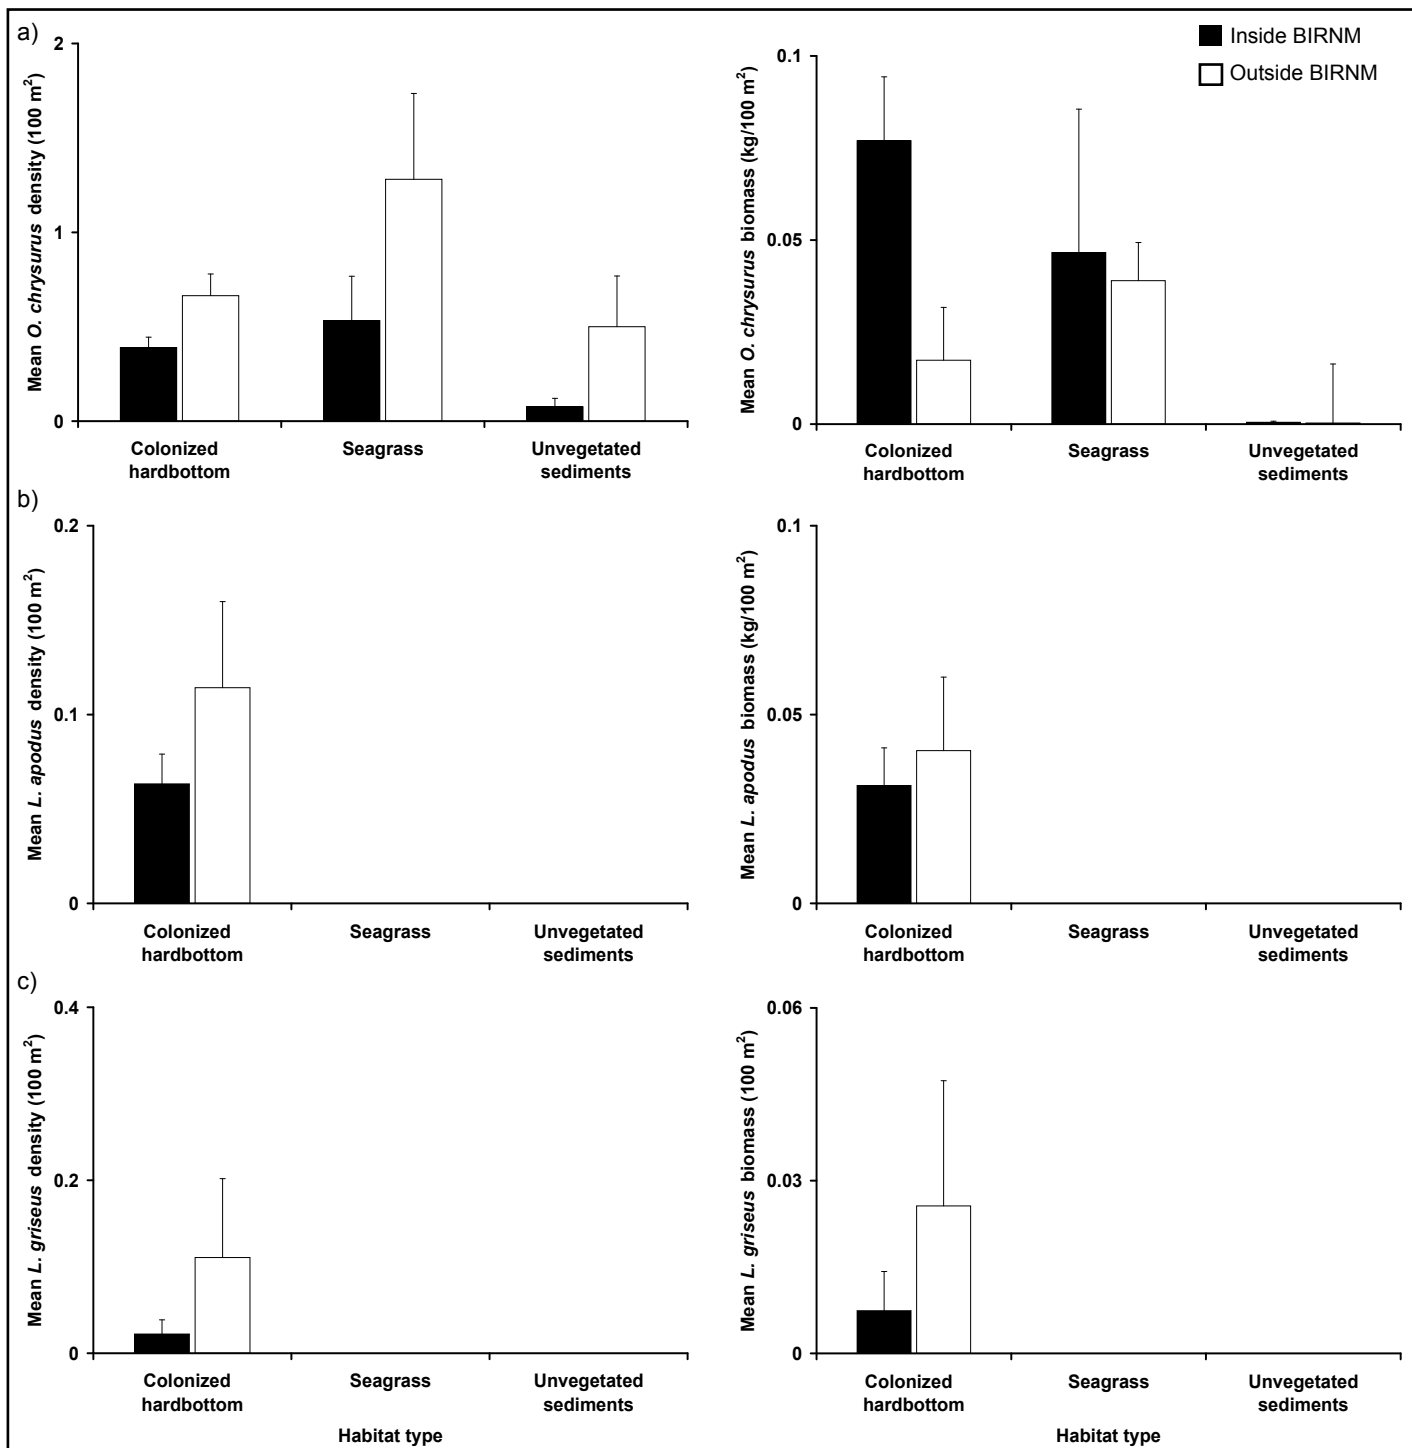 a)
Inside BIRNM
Outside BIRNM
Mean O. chrysurus density (100 m²)
2
1
0
Colonized
hardbottom
Seagrass
Unvegetated
sediments
Mean O. chrysurus biomass (kg/100 m²)
0.1
0.05
0
Colonized
hardbottom
Seagrass
Unvegetated
sediments
b)
Mean L. apodus density (100 m²)
0.2
0.1
0
Colonized
hardbottom
Seagrass
Unvegetated
sediments
Mean L. apodus biomass (kg/100 m²)
0.1
0.05
0
Colonized
hardbottom
Seagrass
Unvegetated
sediments
c)
Mean L. griseus density (100 m²)
0.4
0.2
0
Colonized
hardbottom
Seagrass
Unvegetated
sediments
Habitat type
Mean L. griseus biomass (100 m²)
0.06
0.03
0
Colonized
hardbottom
Seagrass
Unvegetated
sediments
Habitat type